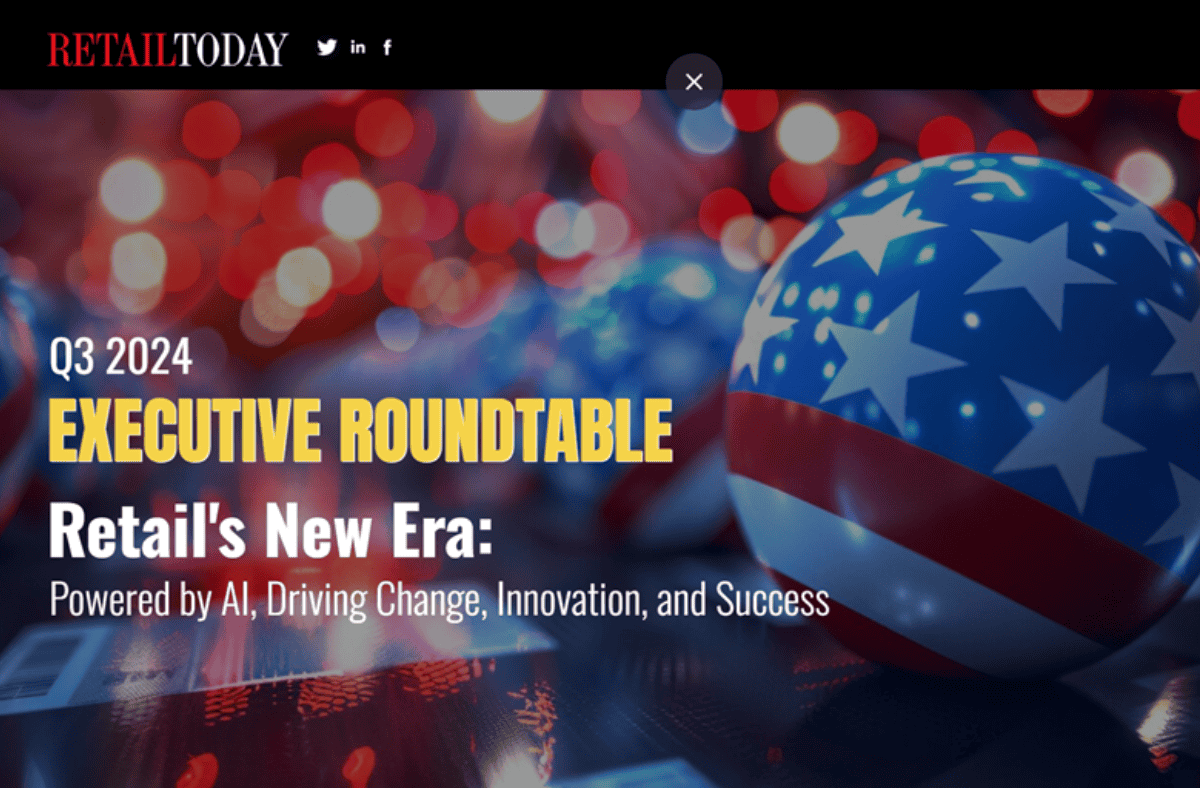 RETAILTODAY
Q3 2024
EXECUTIVE ROUNDTABLE
Retail's New Era:
Powered by AI, Driving Change, Innovation, and Success